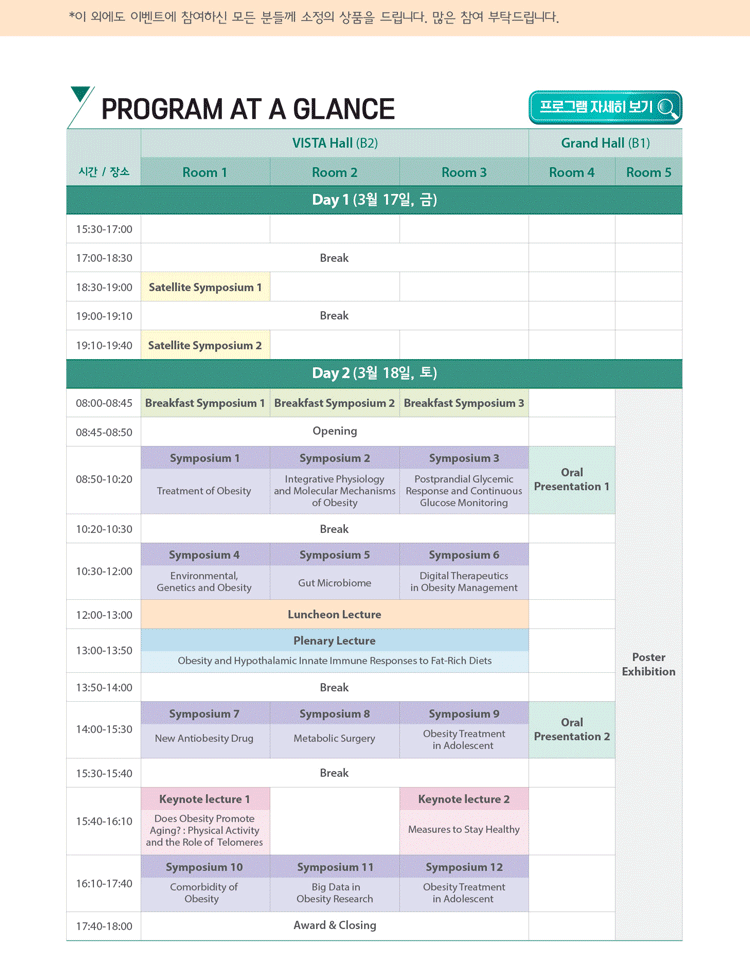 *이 외에도 이벤트에 참여하신 모든 분들께 소정의 상품을 드립니다. 많은 참여 부탁드립니다.
PROGRAM AT A GLANCE
프로그램 자세히 보기
VISTA Hall (B2)
Grand Hall (B1)
시간 / 장소
Room 1
Room 2
Room 3
Room 4
Room 5
Day 1 (3월 17일, 금)
15:30-17:00
17:00-18:30
Break
18:30-19:00
Satellite Symposium 1
19:00-19:10
Break
19:10-19:40
Satellite Symposium 2
Day 2 (3월 18일, 토)
08:00-08:45
Breakfast Symposium 1
Breakfast Symposium 2
Breakfast Symposium 3
08:45-08:50
Opening
08:50-10:20
Symposium 1
Treatment of Obesity
Symposium 2
Integrative Physiology
and Molecular Mechanisms
of Obesity
Symposium 3
Postprandial Glycemic
Response and Continuous
Glucose Monitoring
Oral
Presentation 1
10:20-10:30
Break
10:30-12:00
Symposium 4
Environmental,
Genetics and Obesity
Symposium 5
Gut Microbiome
Symposium 6
Digital Therapeutics
in Obesity Management
12:00-13:00
Luncheon Lecture
13:00-13:50
Plenary Lecture
Obesity and Hypothalamic Innate Immune Responses to Fat-Rich Diets
Poster
Exhibition
13:50-14:00
Break
14:00-15:30
Symposium 7
New Antiobesity Drug
Symposium 8
Metabolic Surgery
Symposium 9
Obesity Treatment
in Adolescent
Oral
Presentation 2
15:30-15:40
Break
15:40-16:10
Keynote lecture 1
Does Obesity Promote
Aging? : Physical Activity
and the Role of Telomeres
Keynote lecture 2
Measures to Stay Healthy
16:10-17:40
Symposium 10
Comorbidity of
Obesity
Symposium 11
Big Data in
Obesity Research
Symposium 12
Obesity Treatment
in Adolescent
17:40-18:00
Award & Closing